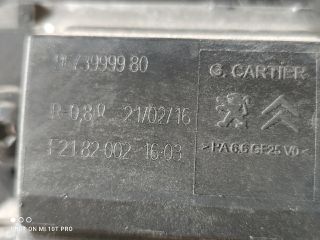 9673999980
G. CARTIER
R-0,8Ω 21/02/16
F2182-002 16-03
>PA6.6 GF25 V0<
SHOT ON MI 10T PRO